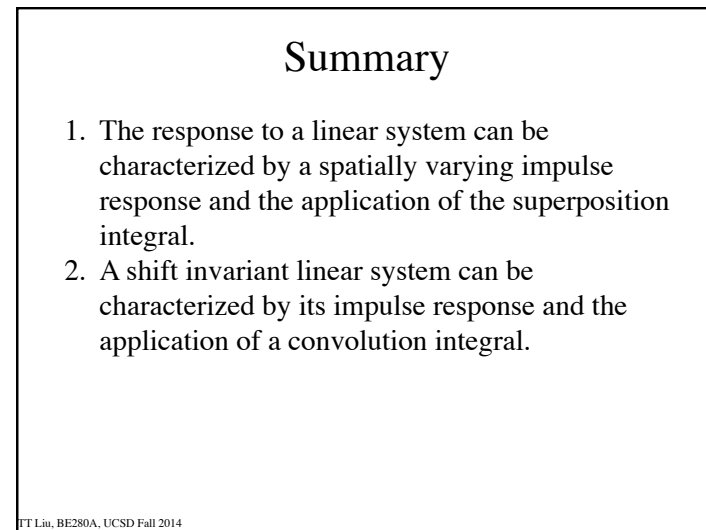 Summary
1. The response to a linear system can be
characterized by a spatially varying impulse
response and the application of the superposition
integral.
2. A shift invariant linear system can be
characterized by its impulse response and the
application of a convolution integral.
TT Liu, BE280A, UCSD Fall 2014